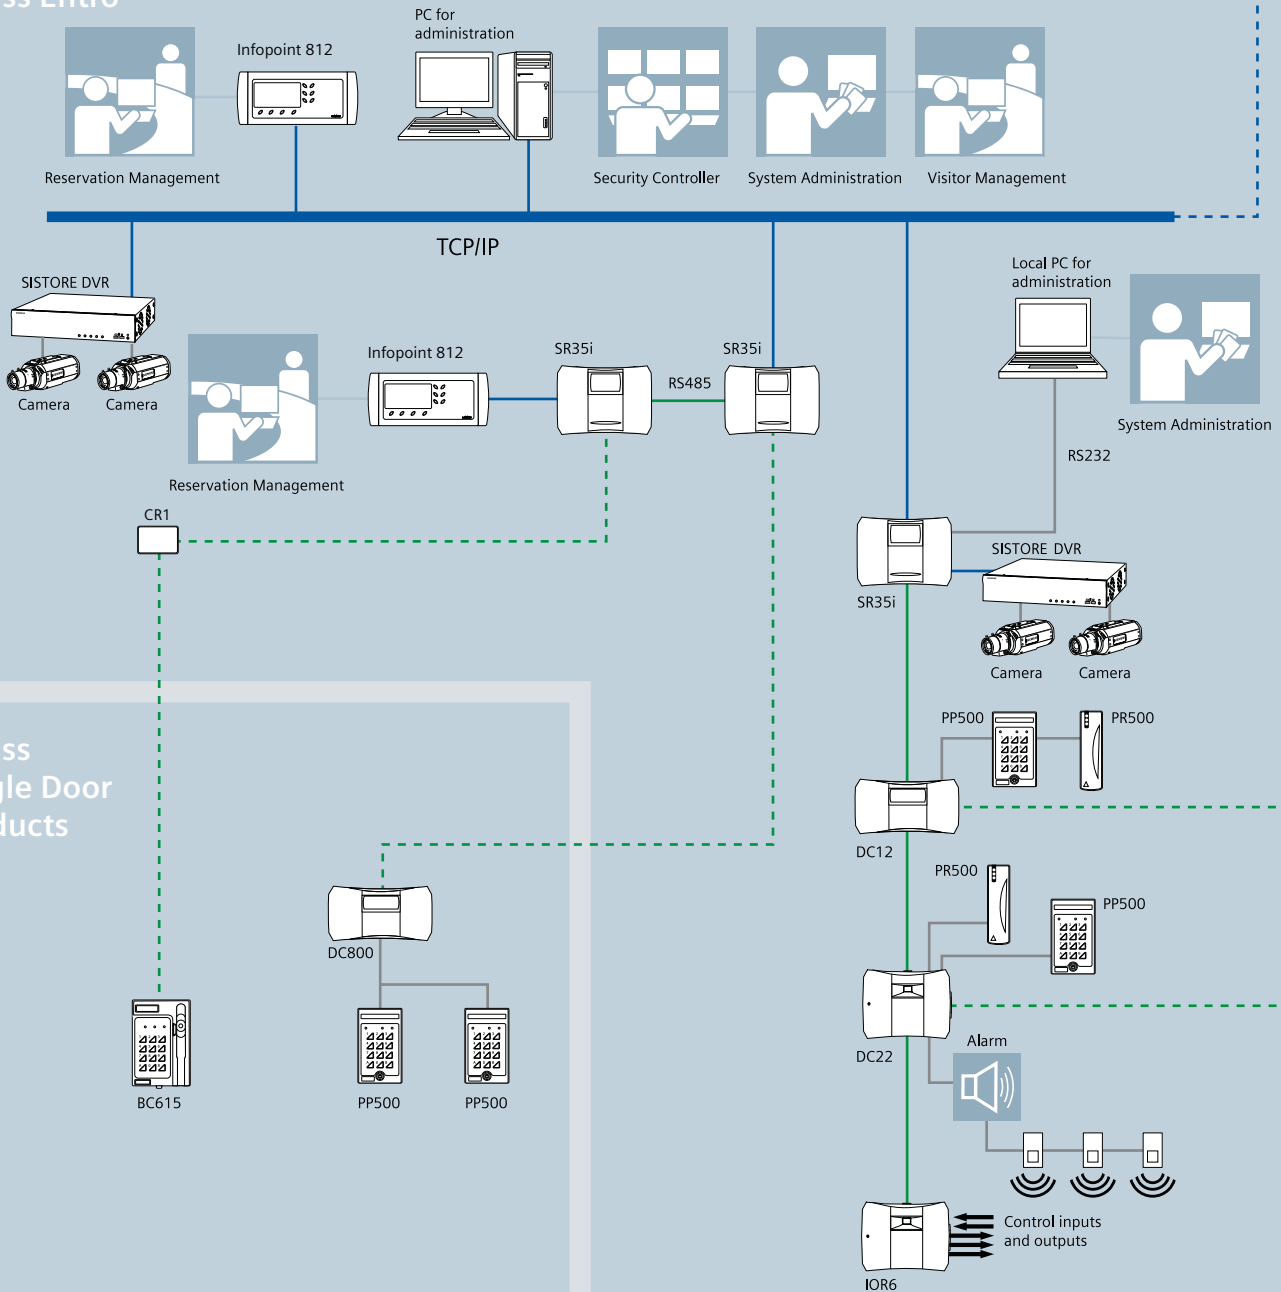 PC for
administration
Infopoint 812
Reservation Management
Security Controller
System Administration
Visitor Management
TCP/IP
SISTORE DVR
Camera
Camera
Infopoint 812
SR35i
RS485
SR35i
Reservation Management
Local PC for
administration
System Administration
RS232
CR1
SR35i
SISTORE DVR
Camera
Camera
PP500
PR500
DC12
Door
PR500
PP500
DC800
DC22
Alarm
BC615
PP500
PP500
Control inputs
and outputs
IOR6